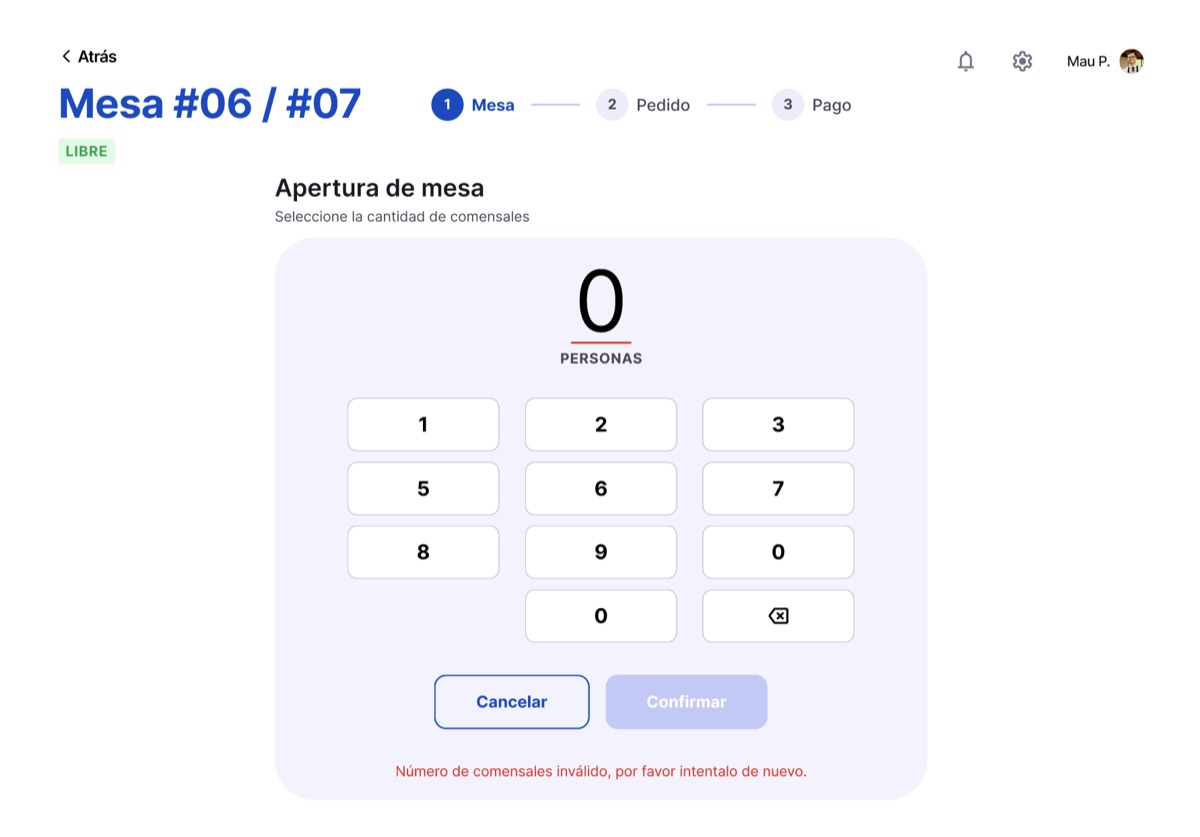 Atrás
Mau P.
Mesa #06 / #07
1 Mesa 2 Pedido 3 Pago
LIBRE
Apertura de mesa
Seleccione la cantidad de comensales
0
PERSONAS
1 2 3
5 6 7
8 9 0
0
Cancelar Confirmar
Número de comensales inválido, por favor intentalo de nuevo.